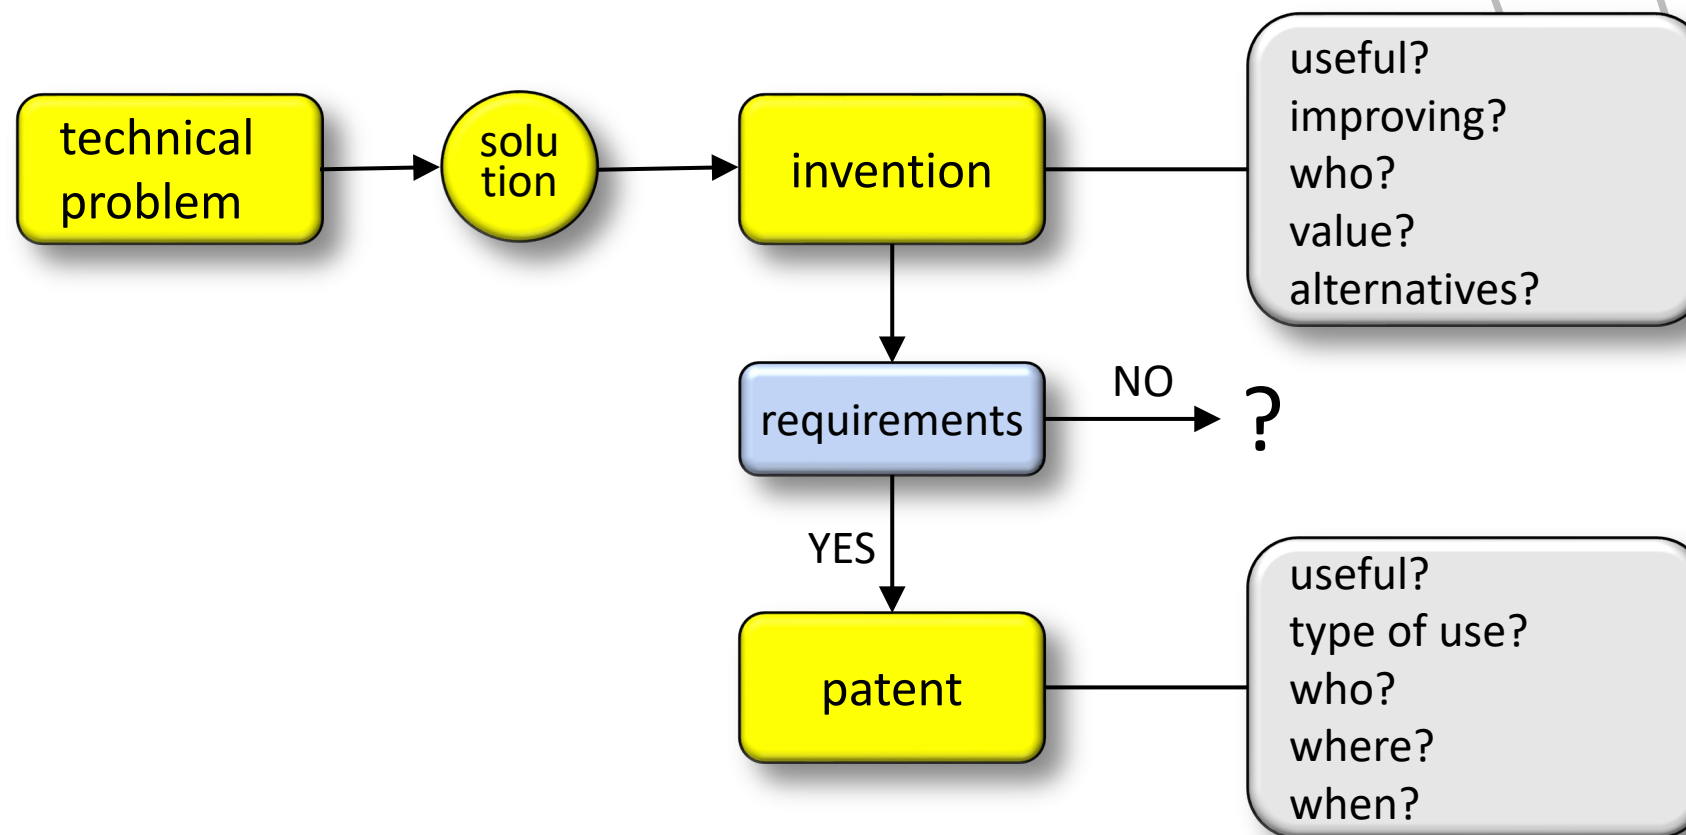 technical
problem
solu
tion
invention
useful?
improving?
who?
value?
alternatives?
requirements
NO
?
YES
patent
useful?
type of use?
who?
where?
when?